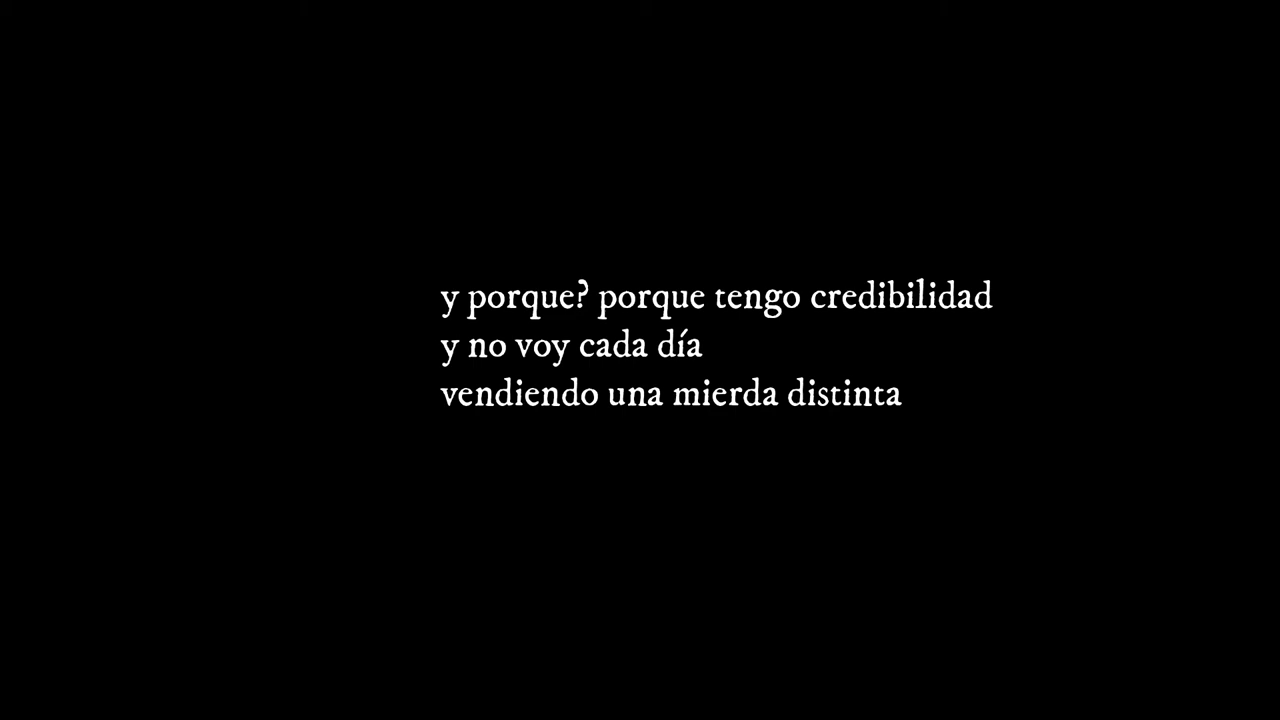 y porque? porque tengo credibilidad
y no voy cada día
vendiendo una mierda distinta